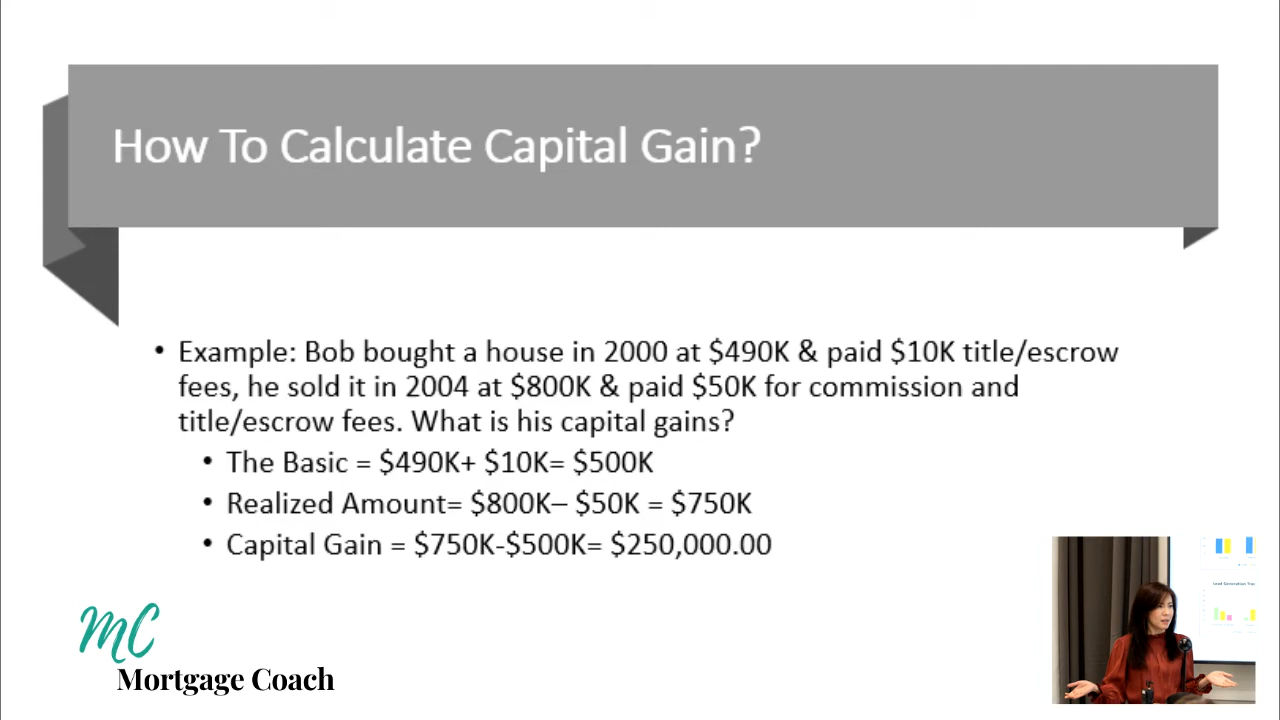 How To Calculate Capital Gain?
• Example: Bob bought a house in 2000 at $490K & paid $10K title/escrow
fees, he sold it in 2004 at $800K & paid $50K for commission and
title/escrow fees. What is his capital gains?
• The Basic = $490K+ $10K= $500K
• Realized Amount= $800K– $50K = $750K
• Capital Gain = $750K-$500K= $250,000.00
MC
Mortgage Coach